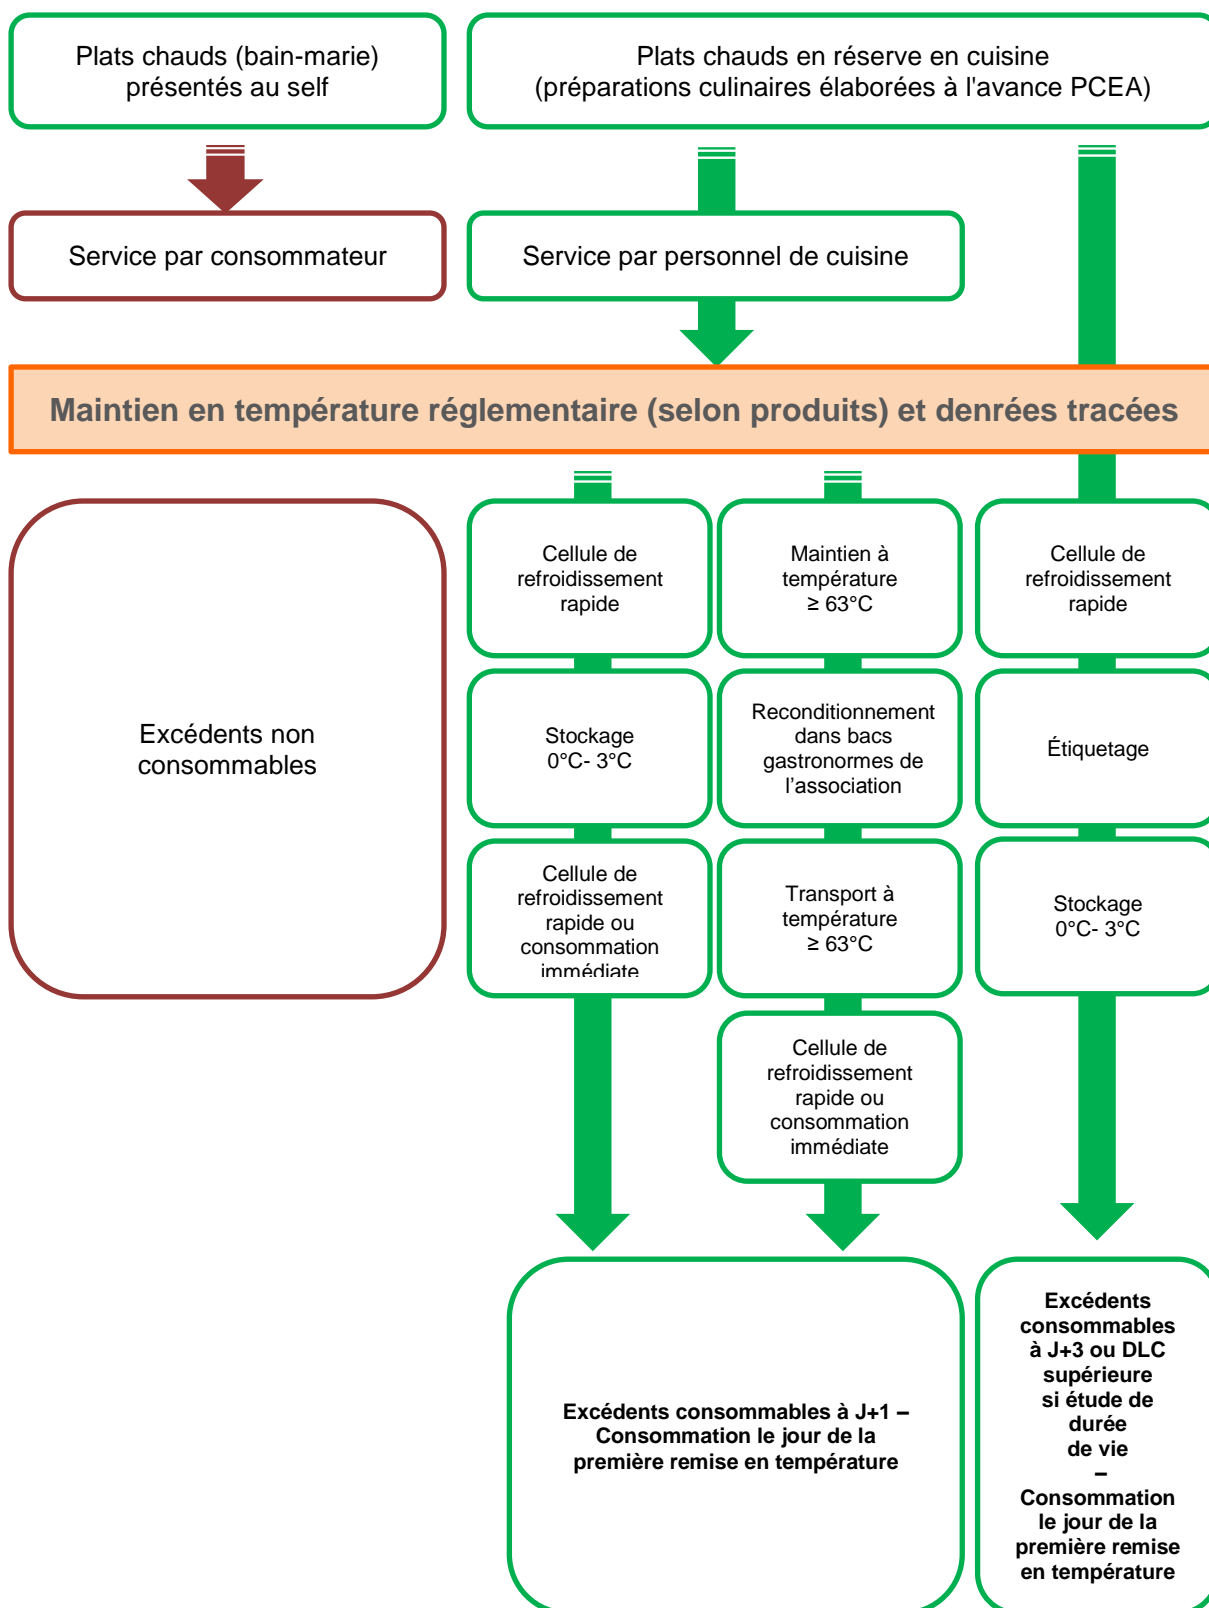 Plats chauds (bain-marie)
présentés au self
Plats chauds en réserve en cuisine
(préparations culinaires élaborées à l'avance PCEA)
Service par consommateur
Service par personnel de cuisine
Maintien en température réglementaire (selon produits) et denrées tracées
Excédents non
consommables
Cellule de
refroidissement
rapide
Stockage
0°C- 3°C
Cellule de
refroidissement
rapide ou
consommation
immédiate
Maintien à
température
≥ 63°C
Reconditionnement
dans bacs
gastronormes de
l’association
Transport à
température
≥ 63°C
Cellule de
refroidissement
rapide ou
consommation
immédiate
Cellule de
refroidissement
rapide
Étiquetage
Stockage
0°C- 3°C
Excédents consommables à J+1 –
Consommation le jour de la
première remise en température
Excédents
consommables
à J+3 ou DLC
supérieure
si étude de
durée
de vie
–
Consommation
le jour de la
première remise
en température